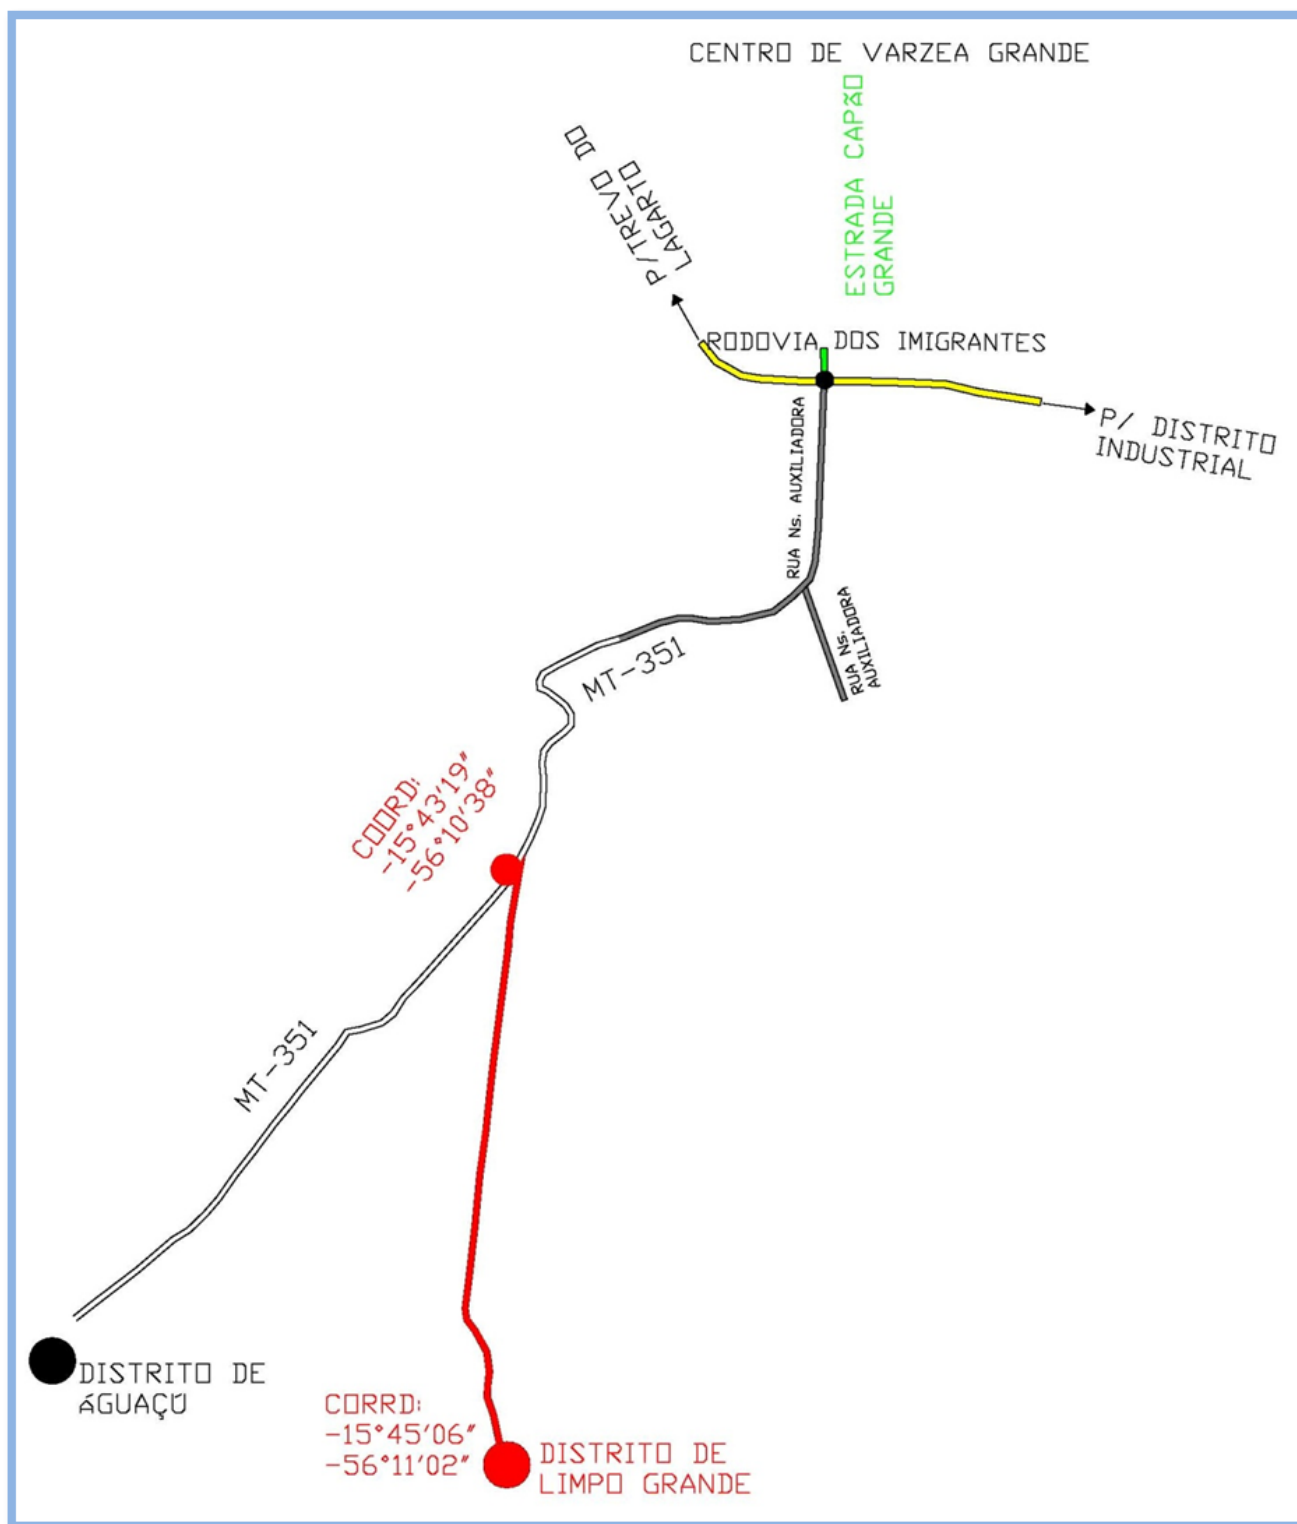 CENTRO DE VARZEA GRANDE
ESTRADA CAPÃO
GRANDE
P/TREVO DO
LAGARTO
RODOVIA DOS IMIGRANTES
P/ DISTRITO
INDUSTRIAL
RUA Ns. AUXILIADORA
RUA Ns.
AUXILIADORA
MT-351
COORD:
-15°43'19"
-56°10'38"
MT-351
DISTRITO DE
ÁGUAÇÚ
CORRD:
-15°45'06"
-56°11'02"
DISTRITO DE
LIMPO GRANDE